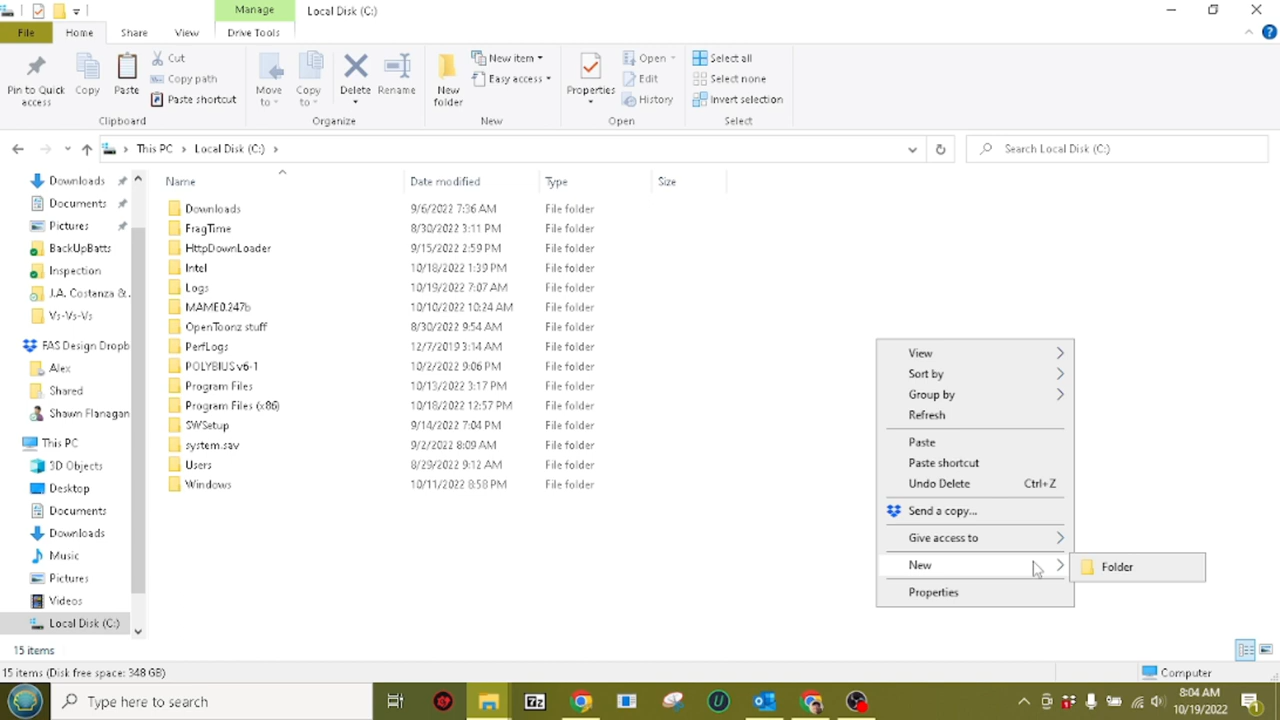 Manage
Local Disk (C:)
File
Home
Share
View
Drive Tools
Pin to Quick access
Copy
Paste
Cut
Copy path
Paste shortcut
Clipboard
Move to
Copy to
Delete
Rename
Organize
New folder
New item
Easy access
New
Properties
Open
Edit
History
Open
Select all
Select none
Invert selection
Select
This PC > Local Disk (C:) >
Search Local Disk (C:)
Downloads
Documents
Pictures
BackUpBatts
Inspection
J.A. Costanza &.
Vs-Vs-Vs
FAS Design Dropb
Alex
Shared
Shawn Flanagan
This PC
3D Objects
Desktop
Documents
Downloads
Music
Pictures
Videos
Local Disk (C:)
Name Date modified Type Size
Downloads 9/6/2022 7:36 AM File folder
FragTime 8/30/2022 3:11 PM File folder
HttpDownLoader 9/15/2022 2:59 PM File folder
Intel 10/18/2022 1:39 PM File folder
Logs 10/19/2022 7:07 AM File folder
MAME0.247b 10/10/2022 10:24 AM File folder
OpenToonz stuff 8/30/2022 9:54 AM File folder
PerfLogs 12/7/2019 3:14 AM File folder
POLYBIUS v6-1 10/2/2022 9:06 PM File folder
Program Files 10/13/2022 3:17 PM File folder
Program Files (x86) 10/18/2022 12:57 PM File folder
SWSetup 9/14/2022 7:04 PM File folder
system.sav 9/2/2022 8:09 AM File folder
Users 8/29/2022 9:12 AM File folder
Windows 10/11/2022 8:58 PM File folder
View
Sort by
Group by
Refresh
Paste
Paste shortcut
Undo Delete Ctrl+Z
Send a copy...
Give access to
New
Folder
Properties
15 items
15 items (Disk free space: 348 GB)
Computer
Type here to search
7z
8:04 AM
10/19/2022
1